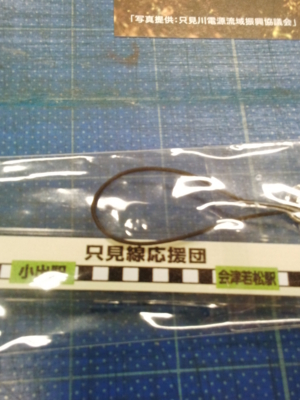 「写真提供：只見川電源流域振興協議会」
只見線応援団
小出駅
会津若松駅